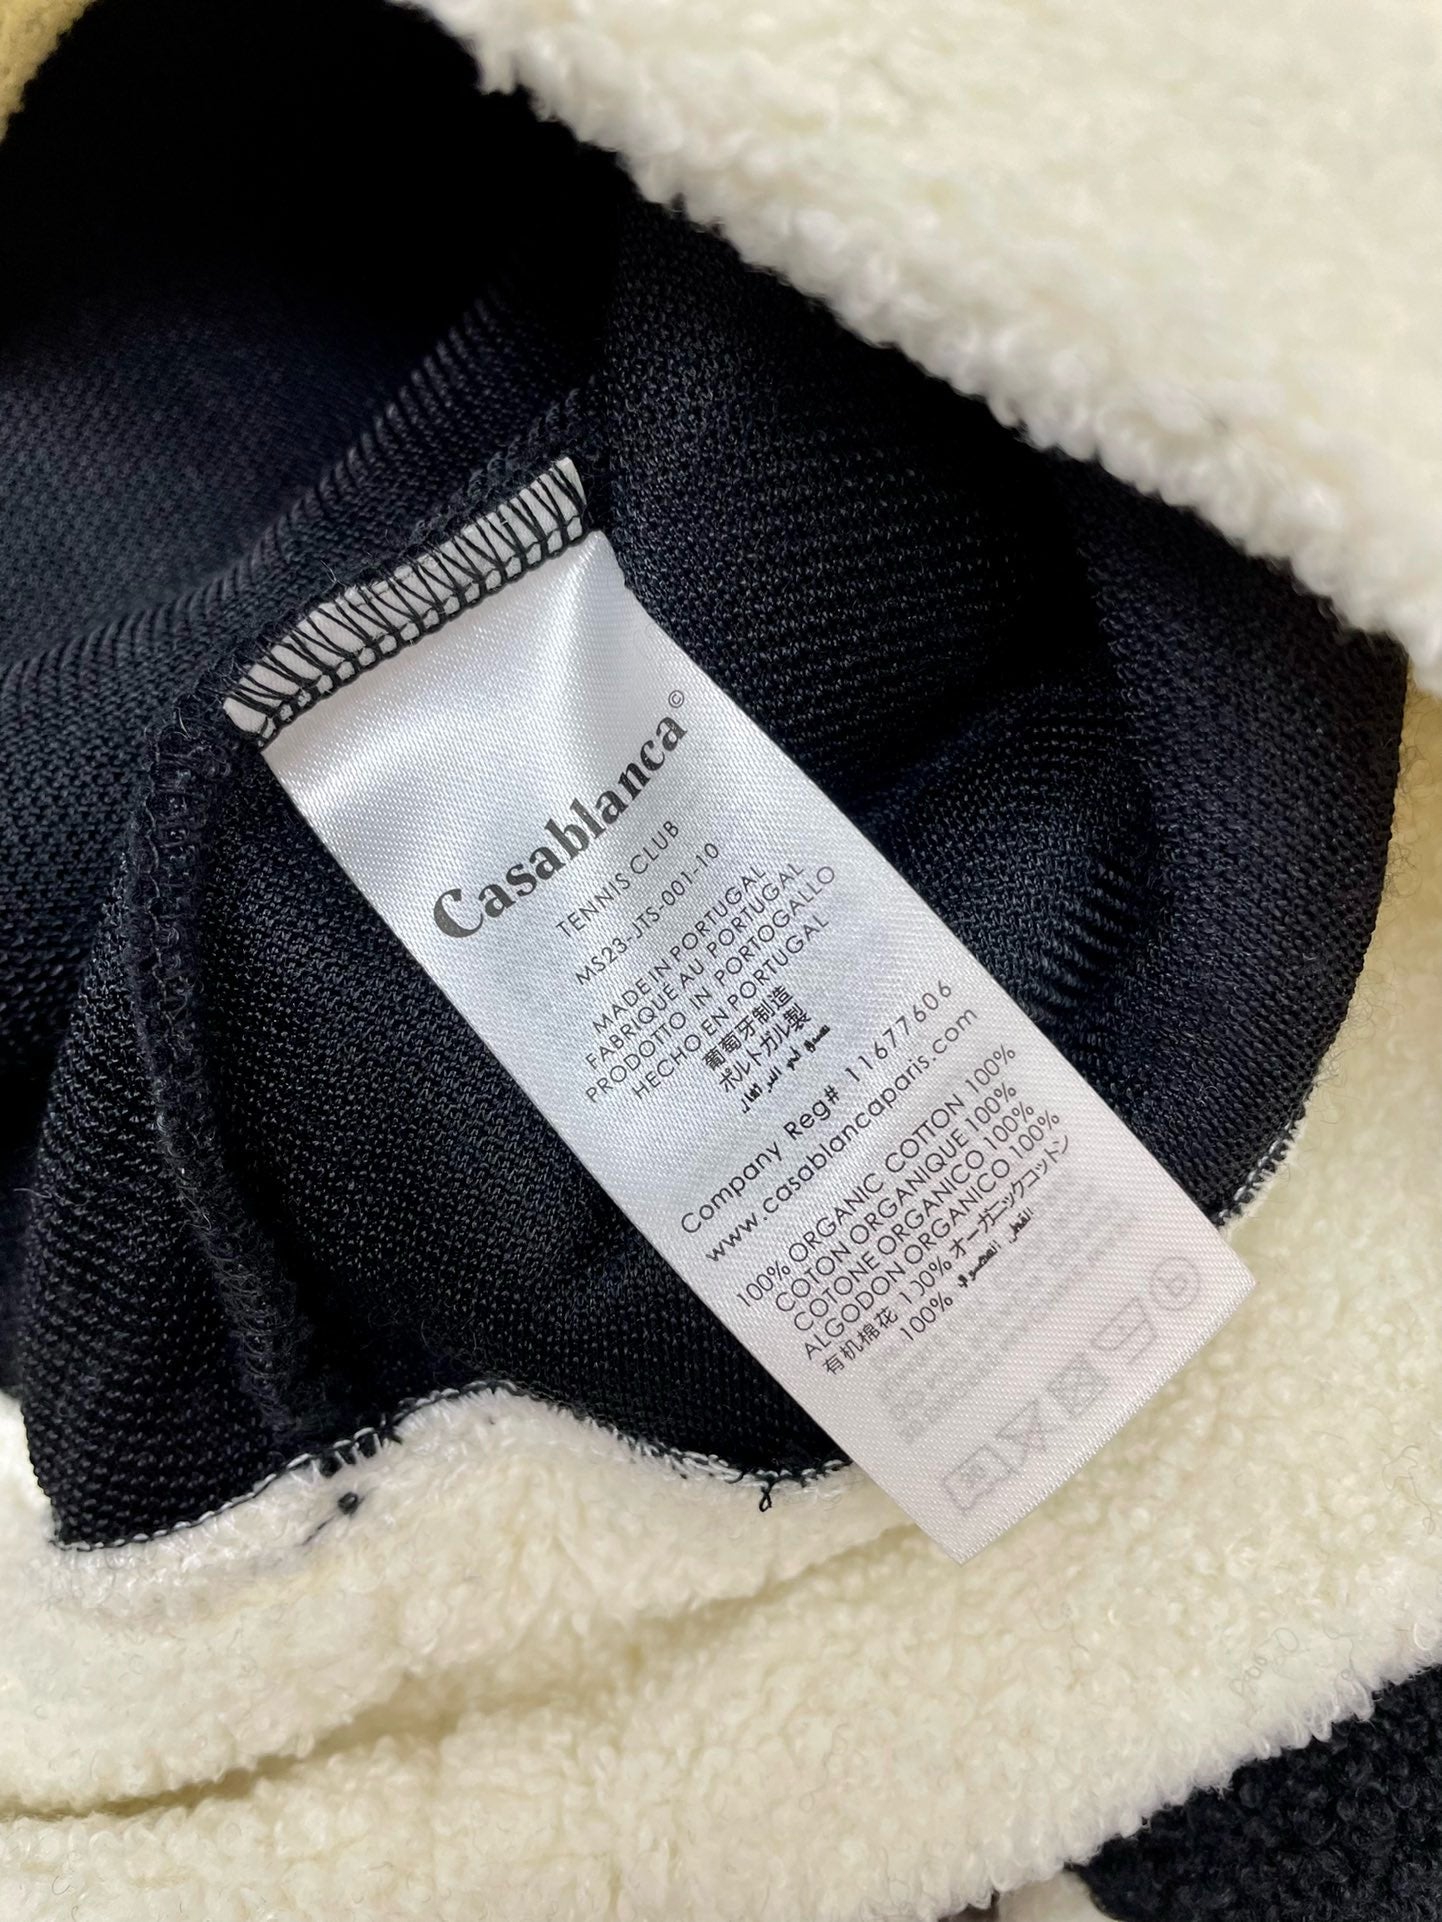 Casablanca©
TENNIS CLUB
MS23-JTS-001-10
MADE IN PORTUGAL
FABRIQUE AU PORTUGAL
PRODOTTO IN PORTOGALLO
HECHO EN PORTUGAL
葡萄牙制造
ポルトガル製
Company Reg# 11677606
www.casablancaparis.com
100% ORGANIC COTTON 100%
COTON ORGANIQUE 100%
COTONE ORGANICO 100%
ALGODON ORGANICO 100%
有机棉花 100% オーガニックコットン
100%